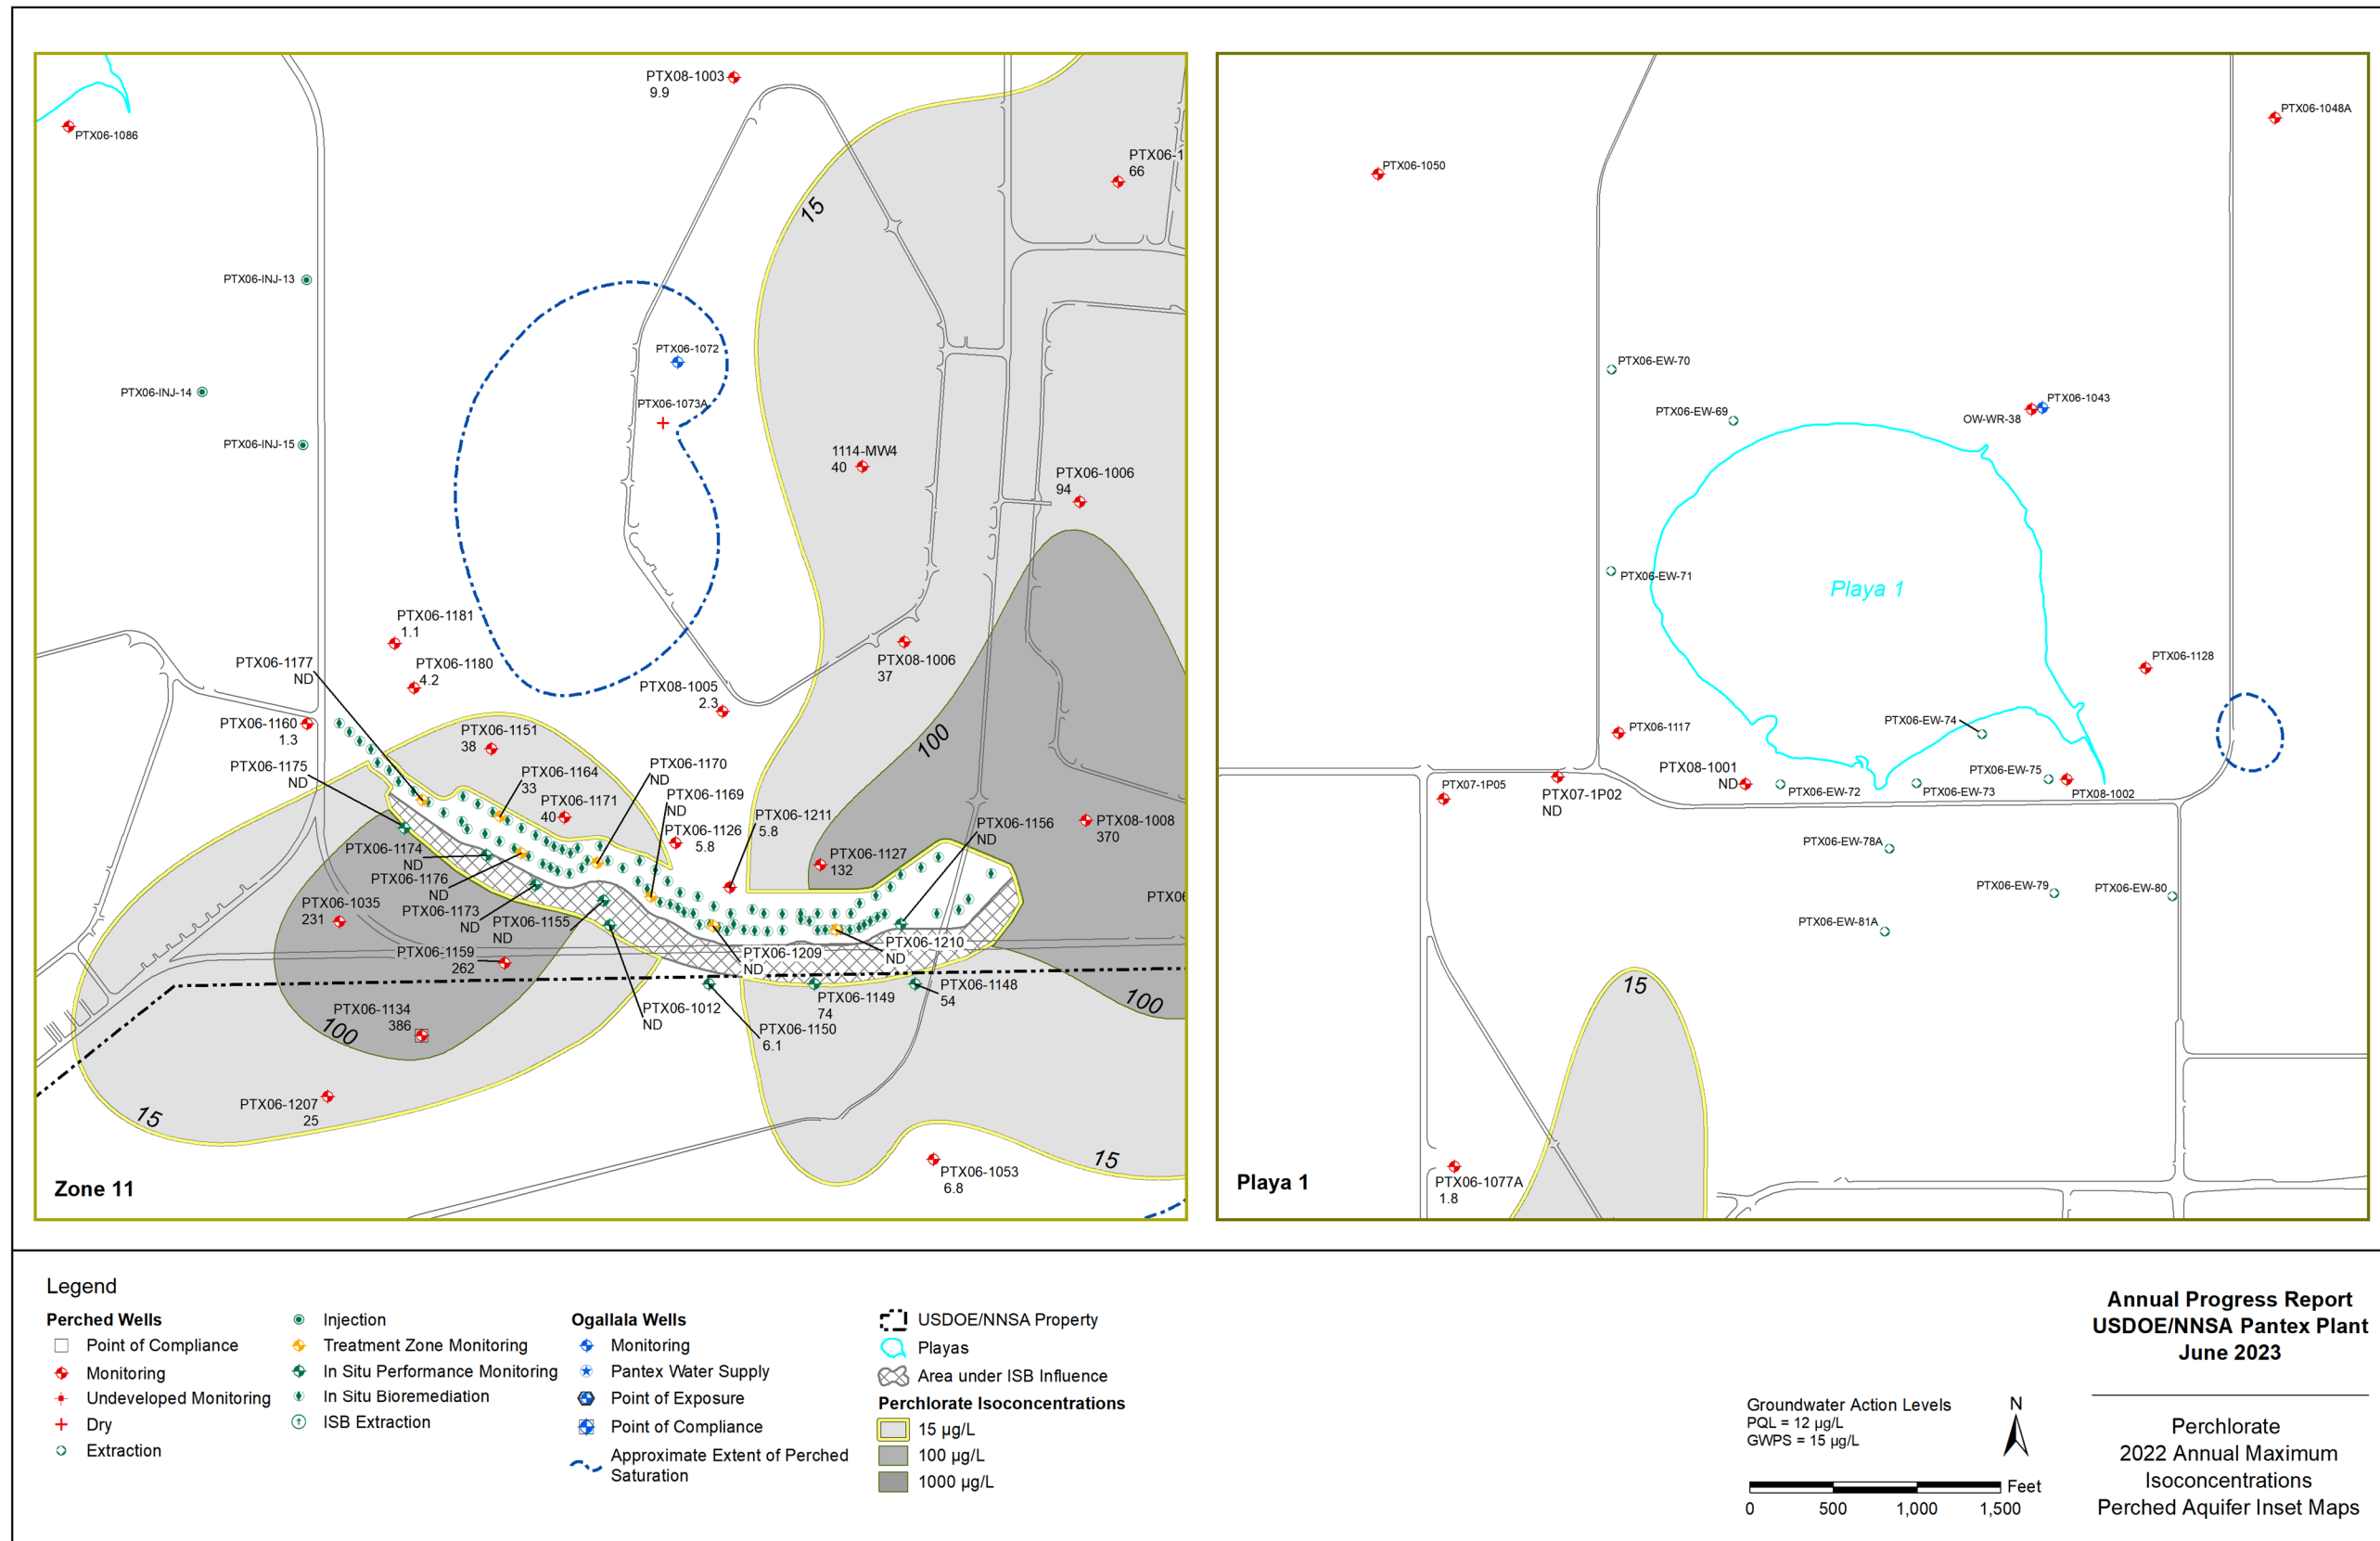 PTX08-1003
9.9
PTX06-1086
PTX06-1
66
15
PTX06-INJ-13
PTX06-1072
PTX06-INJ-14
PTX06-1073A
PTX06-INJ-15
1114-MW4
40
PTX06-1006
94
PTX06-1181
1.1
PTX06-1177
ND
PTX06-1180
4.2
PTX08-1006
37
PTX08-1005
2.3
PTX06-1160
1.3
PTX06-1151
38
100
PTX06-1175
ND
PTX06-1164
33
PTX06-1170
ND
PTX06-1171
40
PTX06-1169
ND
PTX06-1211
5.8
PTX06-1126
5.8
PTX06-1156
ND
PTX08-1008
370
PTX06-1174
ND
PTX06-1127
132
PTX06-1176
ND
PTX06
PTX06-1035
231
PTX06-1173
ND
PTX06-1155
ND
PTX06-1159
262
PTX06-1209
ND
PTX06-1210
ND
PTX06-1134
386
100
PTX06-1012
ND
PTX06-1149
74
PTX06-1148
54
100
PTX06-1150
6.1
PTX06-1207
25
15
PTX06-1053
6.8
15
Zone 11
PTX06-1048A
PTX06-1050
PTX06-EW-70
PTX06-EW-69
PTX06-1043
OW-WR-38
PTX06-EW-71
Playa 1
PTX06-1128
PTX06-1117
PTX06-EW-74
PTX08-1001
ND
PTX06-EW-75
PTX07-1P05
PTX07-1P02
ND
PTX06-EW-72
PTX06-EW-73
PTX08-1002
PTX06-EW-78A
PTX06-EW-79
PTX06-EW-80
PTX06-EW-81A
15
PTX06-1077A
1.8
Playa 1
Legend
Perched Wells
Point of Compliance
Monitoring
Undeveloped Monitoring
Dry
Extraction
Injection
Treatment Zone Monitoring
In Situ Performance Monitoring
In Situ Bioremediation
ISB Extraction
Ogallala Wells
Monitoring
Pantex Water Supply
Point of Exposure
Point of Compliance
Approximate Extent of Perched
Saturation
USDOE/NNSA Property
Playas
Area under ISB Influence
Perchlorate Isoconcentrations
15 µg/L
100 µg/L
1000 µg/L
Groundwater Action Levels
PQL = 12 µg/L
GWPS = 15 µg/L
N
Feet
0 500 1,000 1,500
Annual Progress Report
USDOE/NNSA Pantex Plant
June 2023
Perchlorate
2022 Annual Maximum
Isoconcentrations
Perched Aquifer Inset Maps